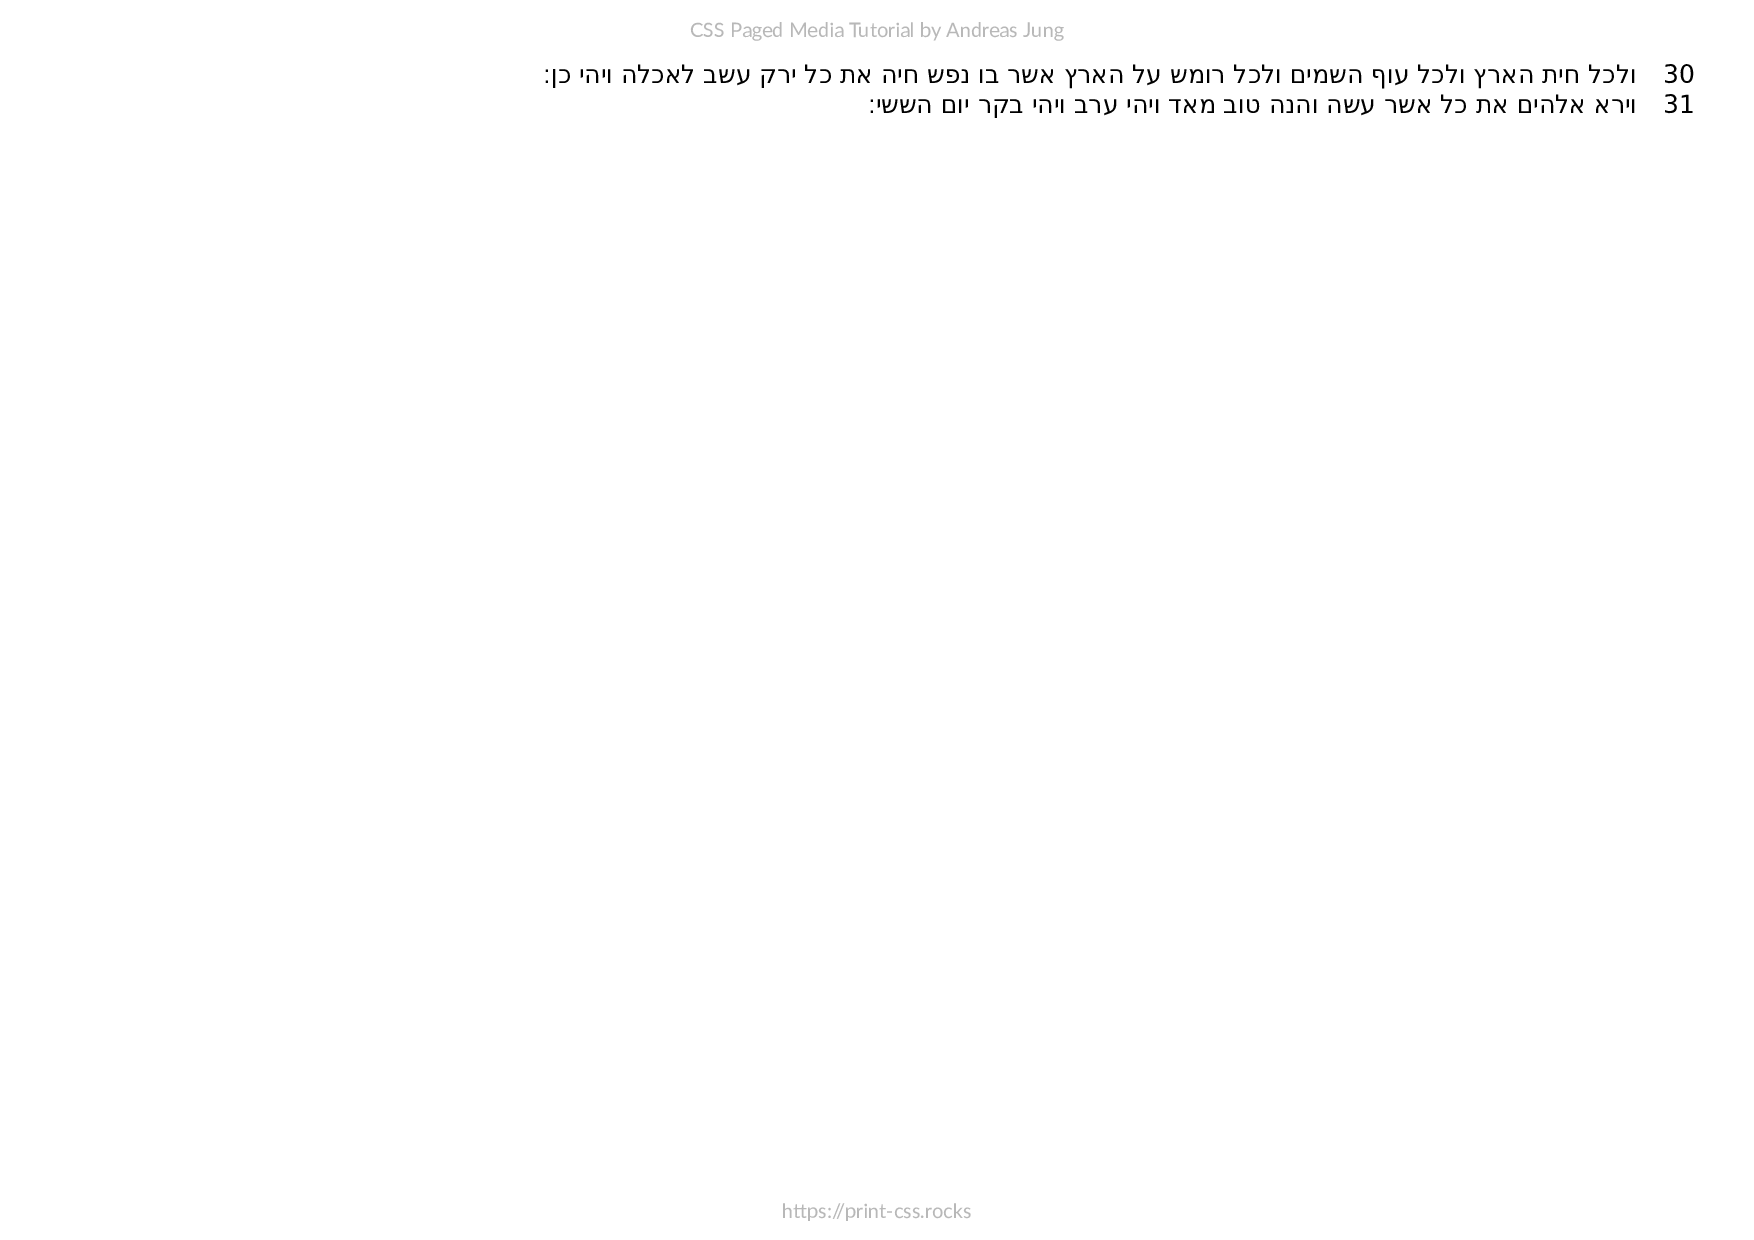 CSS Paged Media Tutorial by Andreas Jung
30 ולכל חית הארץ ולכל עוף השמים ולכל רומש על הארץ אשר בו נפש חיה את כל ירק עשב לאכלה ויהי כן:
31 וירא אלהים את כל אשר עשה והנה טוב מאד ויהי ערב ויהי בקר יום הששי:
https://print-css.rocks